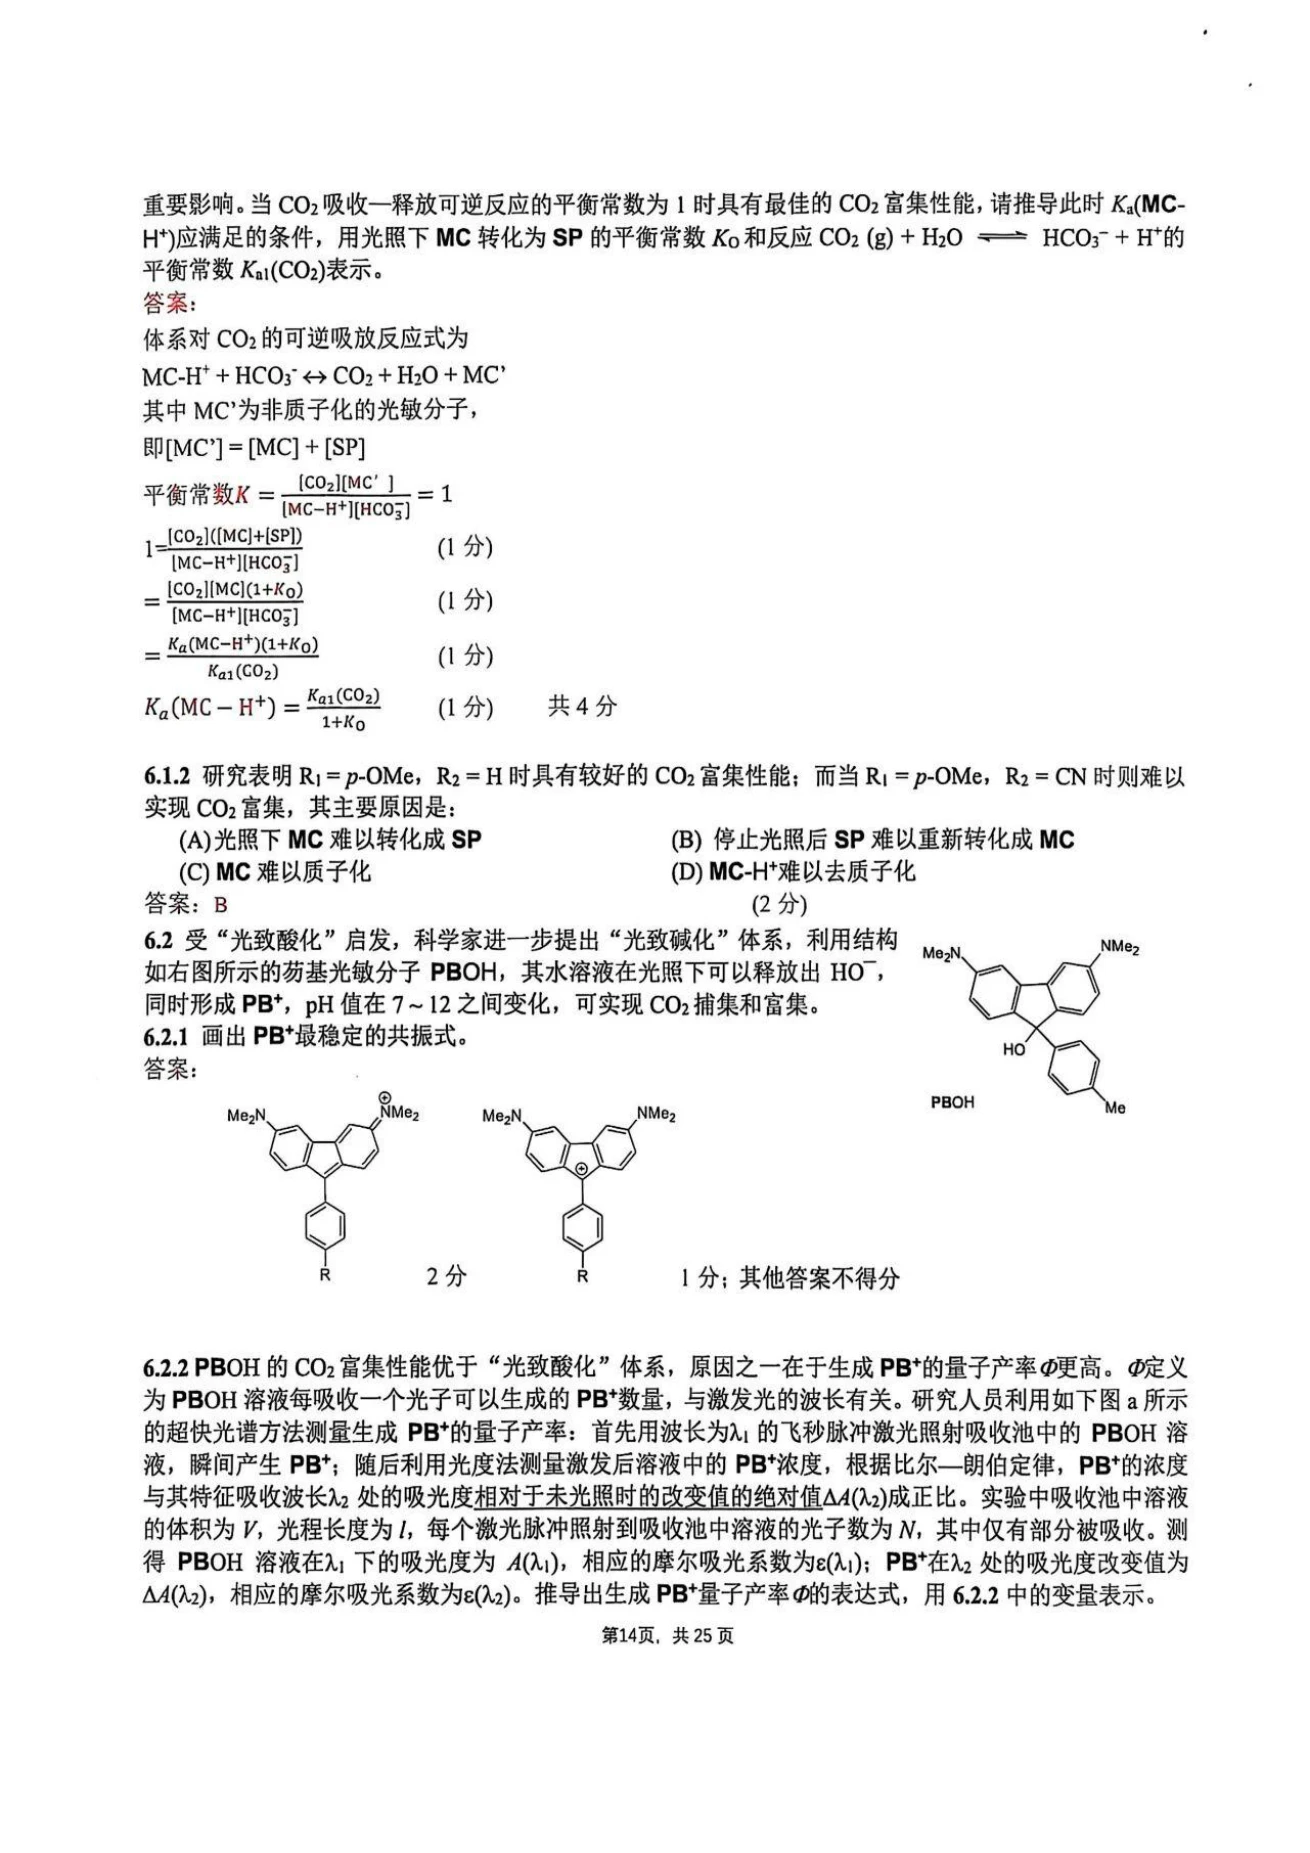 重要影响。当 CO₂ 吸收—释放可逆反应的平衡常数为 1 时具有最佳的 CO₂ 富集性能，请推导此时 Kₐ(MC-
H⁺)应满足的条件，用光照下 MC 转化为 SP 的平衡常数 K_O 和反应 CO₂ (g) + H₂O ⇌ HCO₃⁻ + H⁺的
平衡常数 Kₐ₁(CO₂)表示。
答案：
体系对 CO₂ 的可逆吸放反应式为
MC-H⁺ + HCO₃⁻ ↔ CO₂ + H₂O + MC’
其中 MC’为非质子化的光敏分子，
即[MC’] = [MC] + [SP]
平衡常数K = [CO₂][MC′ ] / [MC−H⁺][HCO₃⁻] = 1
1= [CO₂]([MC]+[SP]) / [MC−H⁺][HCO₃⁻] (1 分)
= [CO₂][MC](1+K_O) / [MC−H⁺][HCO₃⁻] (1 分)
= Kₐ(MC−H⁺)(1+K_O) / Kₐ₁(CO₂) (1 分)
Kₐ(MC − H⁺) = Kₐ₁(CO₂) / 1+K_O (1 分) 共 4 分
6.1.2 研究表明 R₁ = p-OMe，R₂ = H 时具有较好的 CO₂ 富集性能；而当 R₁ = p-OMe，R₂ = CN 时则难以
实现 CO₂ 富集，其主要原因是：
(A)光照下 MC 难以转化成 SP (B) 停止光照后 SP 难以重新转化成 MC
(C) MC 难以质子化 (D) MC-H⁺难以去质子化
答案：B (2 分)
6.2 受“光致酸化”启发，科学家进一步提出“光致碱化”体系，利用结构
如右图所示的芴基光敏分子 PBOH，其水溶液在光照下可以释放出 HO⁻，
同时形成 PB⁺，pH 值在 7 ~ 12 之间变化，可实现 CO₂ 捕集和富集。
6.2.1 画出 PB⁺最稳定的共振式。
答案：
Me₂N NMe₂
HO
Me
PBOH
Me₂N ⊕ NMe₂
R
2 分
Me₂N NMe₂
⊕
R
1 分；其他答案不得分
6.2.2 PBOH 的 CO₂ 富集性能优于“光致酸化”体系，原因之一在于生成 PB⁺的量子产率Φ更高。Φ定义
为 PBOH 溶液每吸收一个光子可以生成的 PB⁺数量，与激发光的波长有关。研究人员利用如下图 a 所示
的超快光谱方法测量生成 PB⁺的量子产率：首先用波长为λ₁ 的飞秒脉冲激光照射吸收池中的 PBOH 溶
液，瞬间产生 PB⁺；随后利用光度法测量激发后溶液中的 PB⁺浓度，根据比尔—朗伯定律，PB⁺的浓度
与其特征吸收波长λ₂ 处的吸光度相对于未光照时的改变值的绝对值ΔA(λ₂)成正比。实验中吸收池中溶液
的体积为 V，光程长度为 l，每个激光脉冲照射到吸收池中溶液的光子数为 N，其中仅有部分被吸收。测
得 PBOH 溶液在λ₁ 下的吸光度为 A(λ₁)，相应的摩尔吸光系数为ε(λ₁)；PB⁺在λ₂ 处的吸光度改变值为
ΔA(λ₂)，相应的摩尔吸光系数为ε(λ₂)。推导出生成 PB⁺量子产率Φ的表达式，用 6.2.2 中的变量表示。
第14页，共 25 页